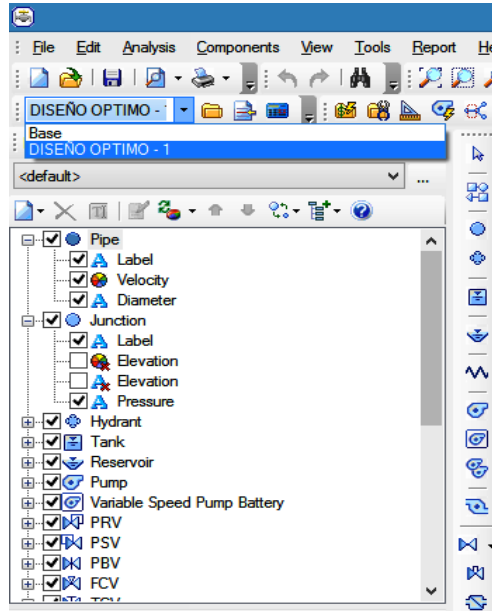 File Edit Analysis Components View Tools Report
DISEÑO OPTIMO -
Base
DISEÑO OPTIMO - 1
<default>
...
Pipe
Label
Velocity
Diameter
Junction
Label
Elevation
Elevation
Pressure
Hydrant
Tank
Reservoir
Pump
Variable Speed Pump Battery
PRV
PSV
PBV
FCV